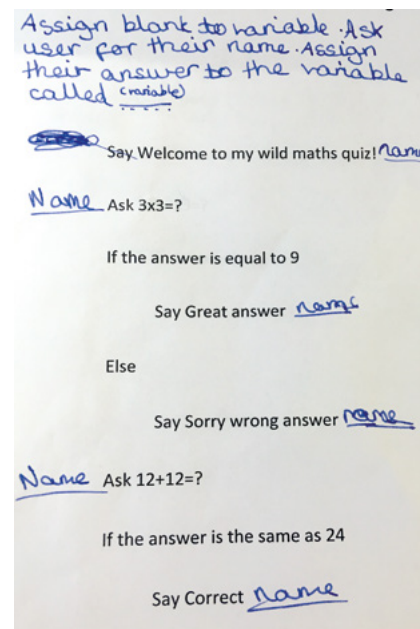 Assign blank to variable. Ask
user for their name. Assign
their answer to the variable
called (variable)
Say Welcome to my wild maths quiz! name
Name Ask 3x3=?
If the answer is equal to 9
Say Great answer name
Else
Say Sorry wrong answer name
Name Ask 12+12=?
If the answer is the same as 24
Say Correct name